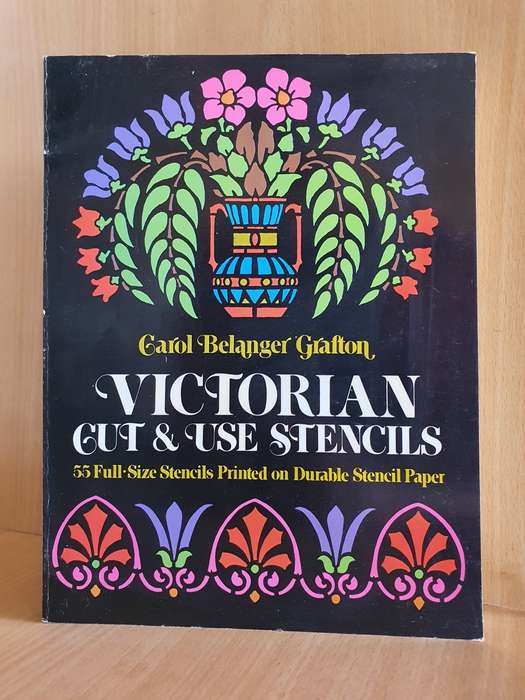 Carol Belanger Grafton
VICTORIAN
CUT & USE STENCILS
55 Full-Size Stencils Printed on Durable Stencil Paper